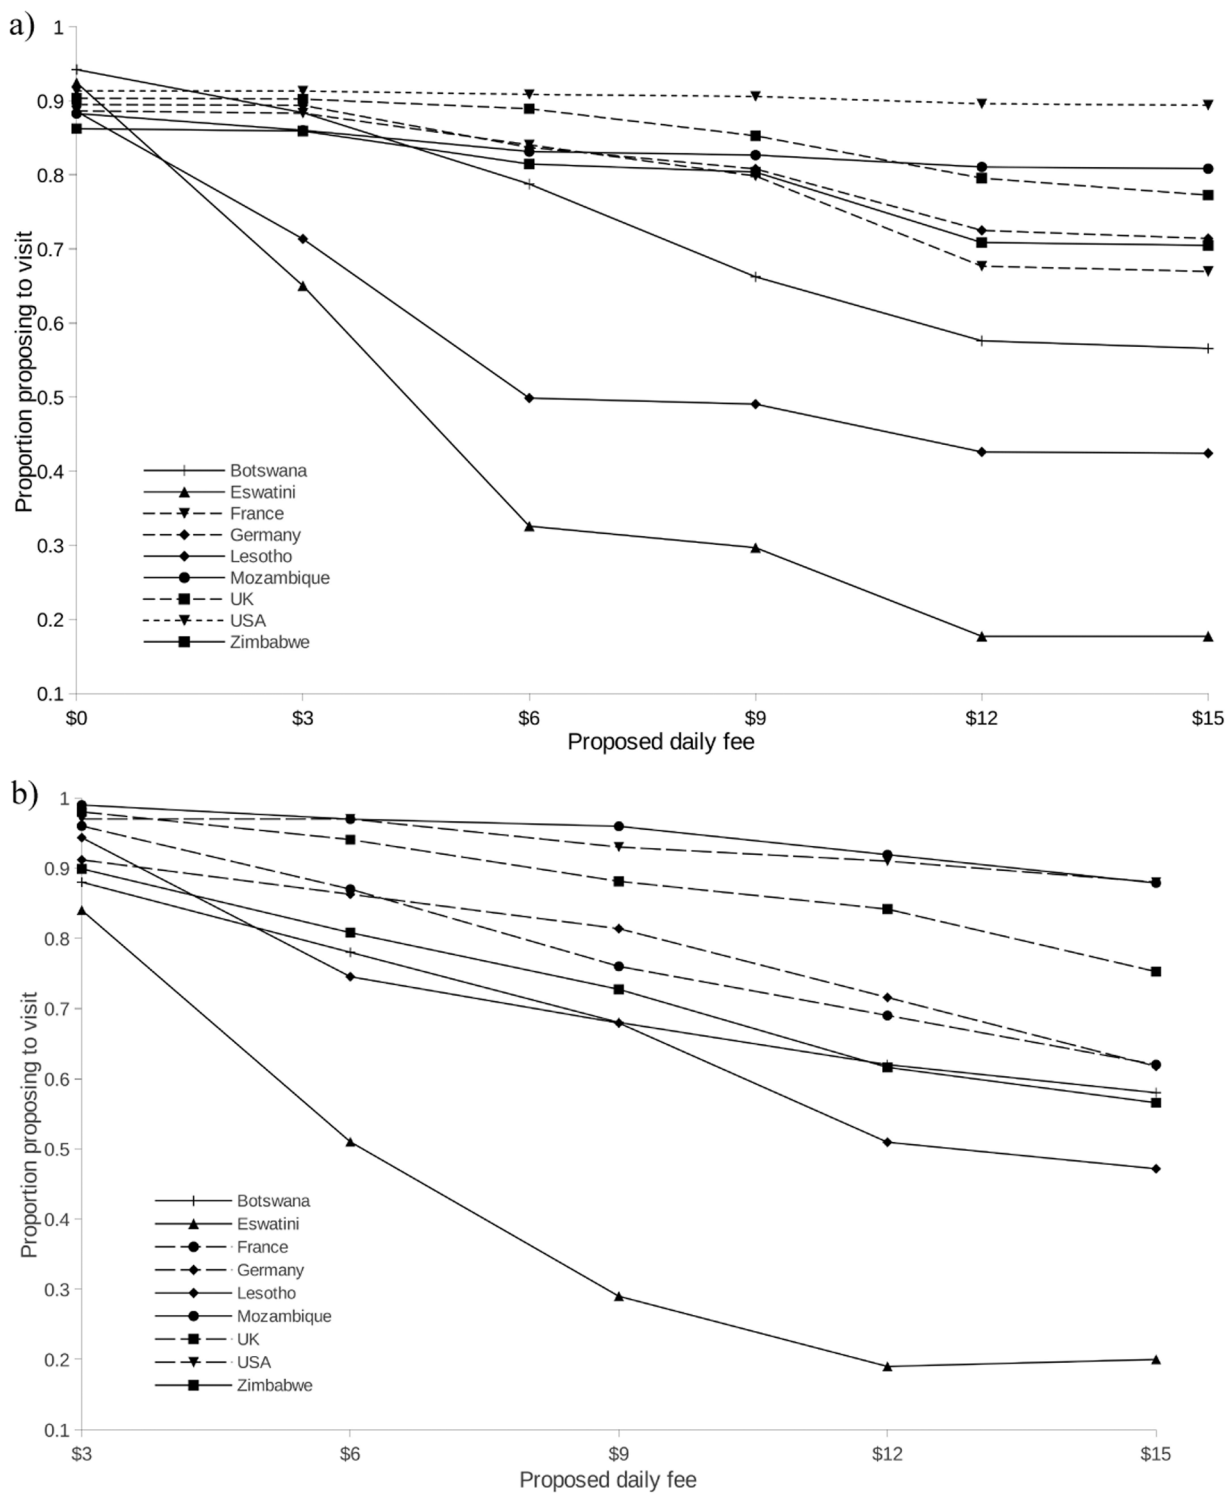 a)
1
0.9
0.8
0.7
0.6
0.5
0.4
0.3
0.2
0.1
Proportion proposing to visit
Botswana
Eswatini
France
Germany
Lesotho
Mozambique
UK
USA
Zimbabwe
$0 $3 $6 $9 $12 $15
Proposed daily fee
b)
1
0.9
0.8
0.7
0.6
0.5
0.4
0.3
0.2
0.1
Proportion proposing to visit
Botswana
Eswatini
France
Germany
Lesotho
Mozambique
UK
USA
Zimbabwe
$3 $6 $9 $12 $15
Proposed daily fee